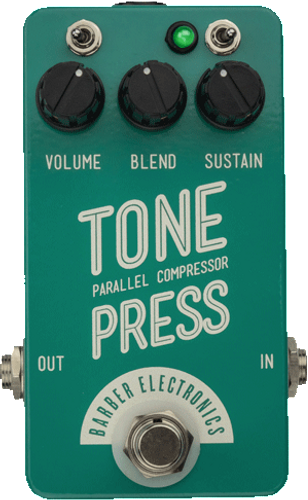 VOLUME BLEND SUSTAIN
TONE
PARALLEL COMPRESSOR
PRESS
OUT IN
BARBER ELECTRONICS